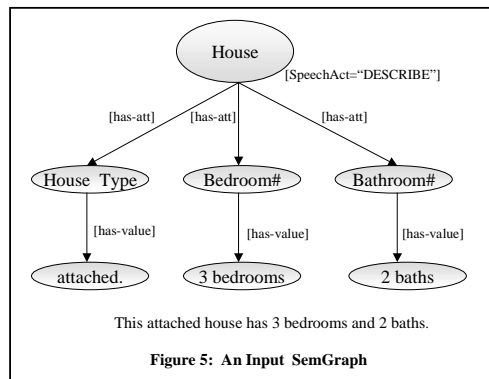 House
[SpeechAct=“DESCRIBE”]
[has-att] [has-att] [has-att]
House Type Bedroom# Bathroom#
[has-value] [has-value] [has-value]
attached. 3 bedrooms 2 baths
This attached house has 3 bedrooms and 2 baths.
Figure 5: An Input SemGraph